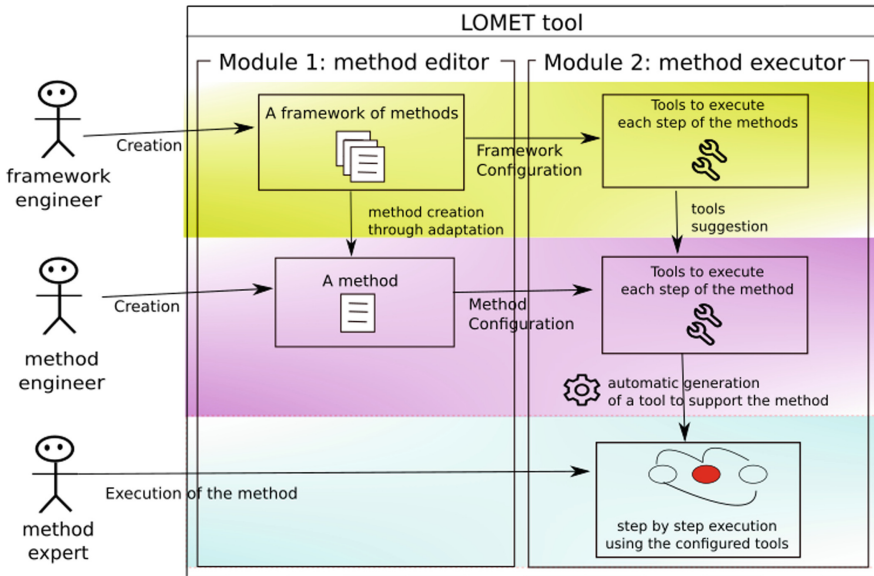 LOMET tool
Module 1: method editor
Module 2: method executor
framework
engineer
Creation
A framework of methods
Framework
Configuration
Tools to execute
each step of the methods
method creation
through adaptation
tools
suggestion
method
engineer
Creation
A method
Method
Configuration
Tools to execute
each step of the method
automatic generation
of a tool to support the method
method
expert
Execution of the method
step by step execution
using the configured tools